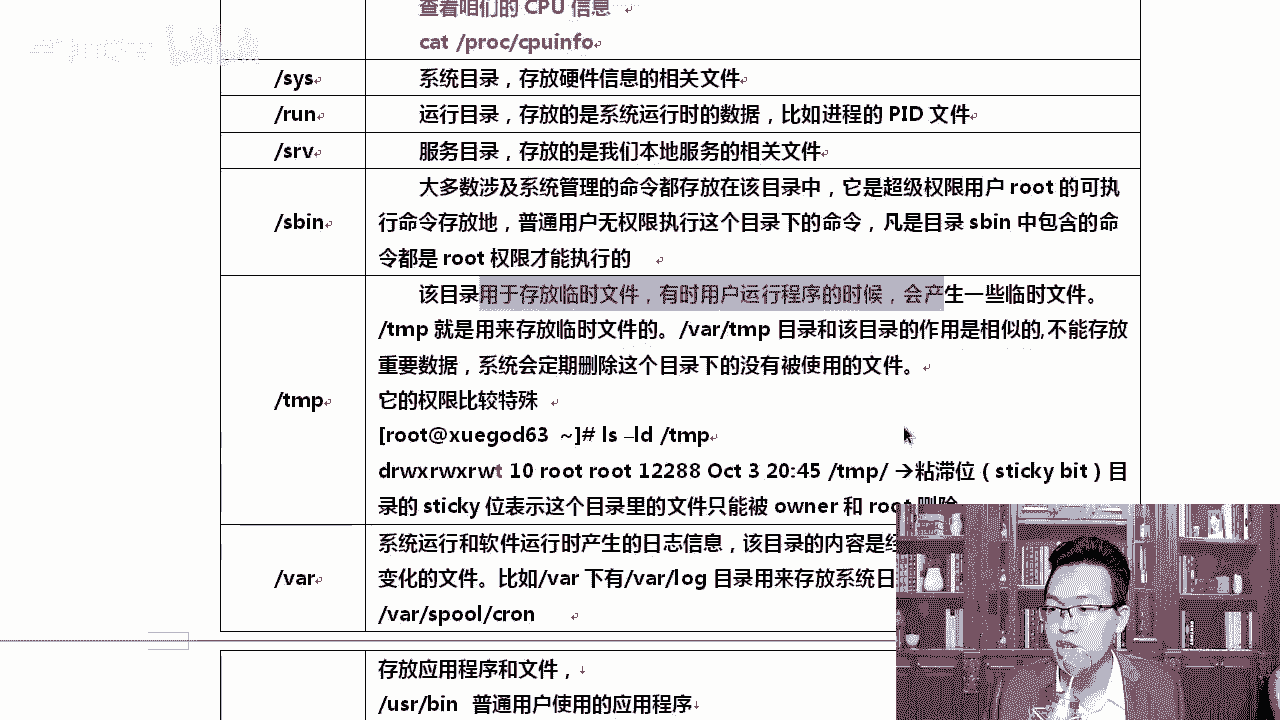 查看咱们的 CPU 信息
cat /proc/cpuinfo
/sys
系统目录，存放硬件信息的相关文件
/run
运行目录，存放的是系统运行时的数据，比如进程的 PID 文件
/srv
服务目录，存放的是我们本地服务的相关文件
/sbin
大多数涉及系统管理的命令都存放在该目录中，它是超级权限用户 root 的可执
行命令存放地，普通用户无权限执行这个目录下的命令，凡是目录 sbin 中包含的命
令都是 root 权限才能执行的
/tmp
该目录用于存放临时文件，有时用户运行程序的时候，会产生一些临时文件。
/tmp 就是用来存放临时文件的。/var/tmp 目录和该目录的作用是相似的,不能存放
重要数据，系统会定期删除这个目录下的没有被使用的文件。
它的权限比较特殊
[root@xuegod63 ~]# ls –ld /tmp
drwxrwxrwt 10 root root 12288 Oct 3 20:45 /tmp/ →粘滞位（sticky bit）目
录的 sticky 位表示这个目录里的文件只能被 owner 和 root 删除
/var
系统运行和软件运行时产生的日志信息，该目录的内容是
变化的文件。比如/var 下有/var/log 目录用来存放系统日
/var/spool/cron
存放应用程序和文件，
/usr/bin 普通用户使用的应用程序